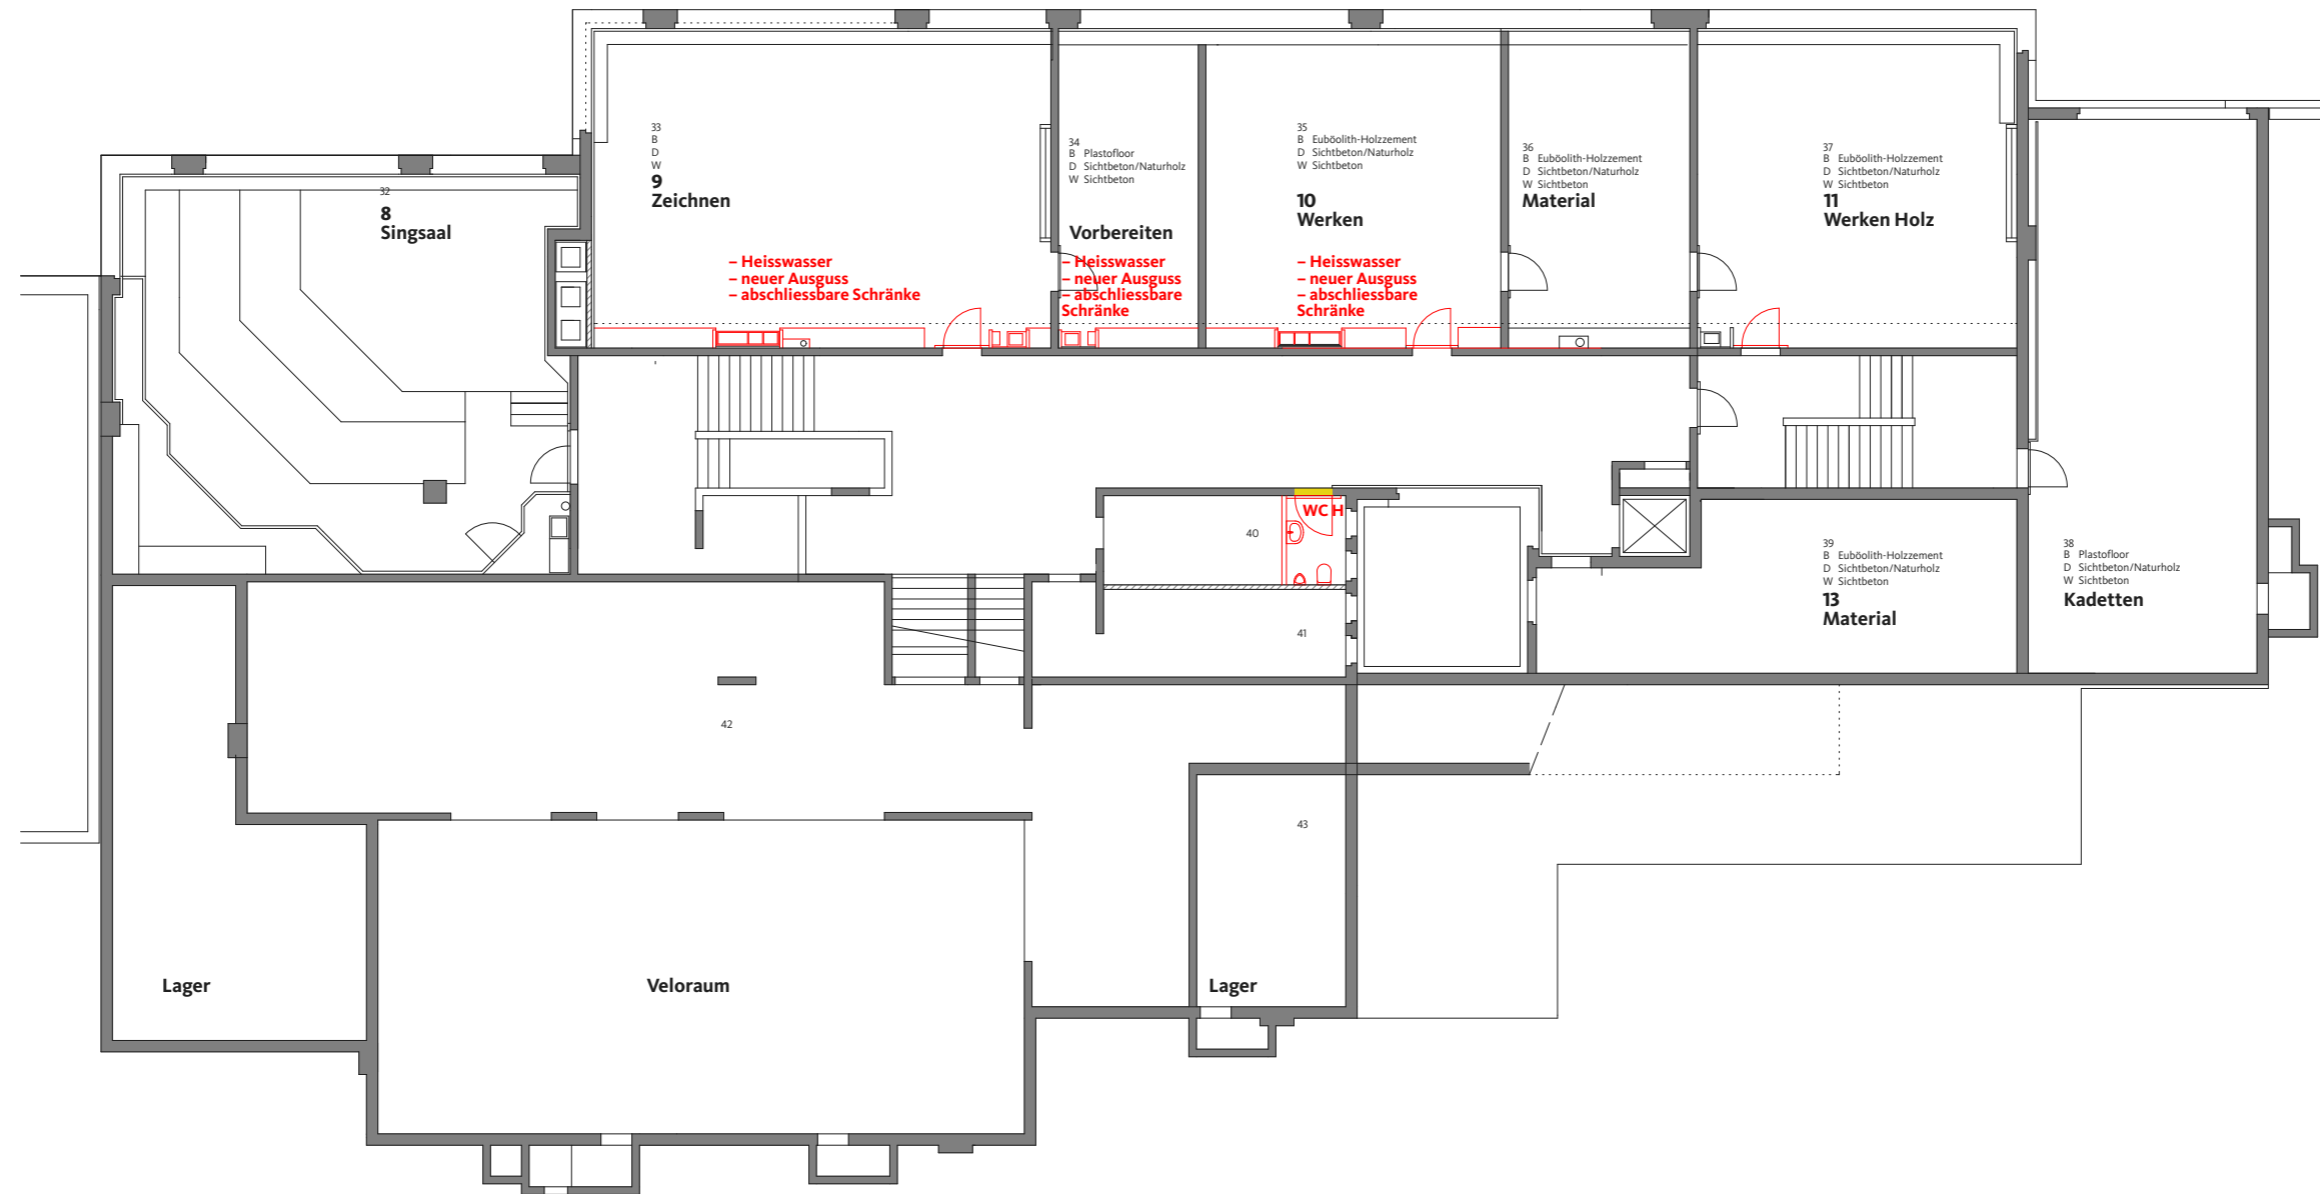 32
8
Singsaal
33
B
D
W
9
Zeichnen
– Heisswasser
– neuer Ausguss
– abschliessbare Schränke
34
B Plastofloor
D Sichtbeton/Naturholz
W Sichtbeton
Vorbereiten
– Heisswasser
– neuer Ausguss
– abschliessbare
Schränke
35
B Euböolith-Holzzement
D Sichtbeton/Naturholz
W Sichtbeton
10
Werken
– Heisswasser
– neuer Ausguss
– abschliessbare
Schränke
36
B Euböolith-Holzzement
D Sichtbeton/Naturholz
W Sichtbeton
Material
37
B Euböolith-Holzzement
D Sichtbeton/Naturholz
W Sichtbeton
11
Werken Holz
WC H
40
41
39
B Euböolith-Holzzement
D Sichtbeton/Naturholz
W Sichtbeton
13
Material
38
B Plastofloor
D Sichtbeton/Naturholz
W Sichtbeton
Kadetten
42
43
Lager
Veloraum
Lager